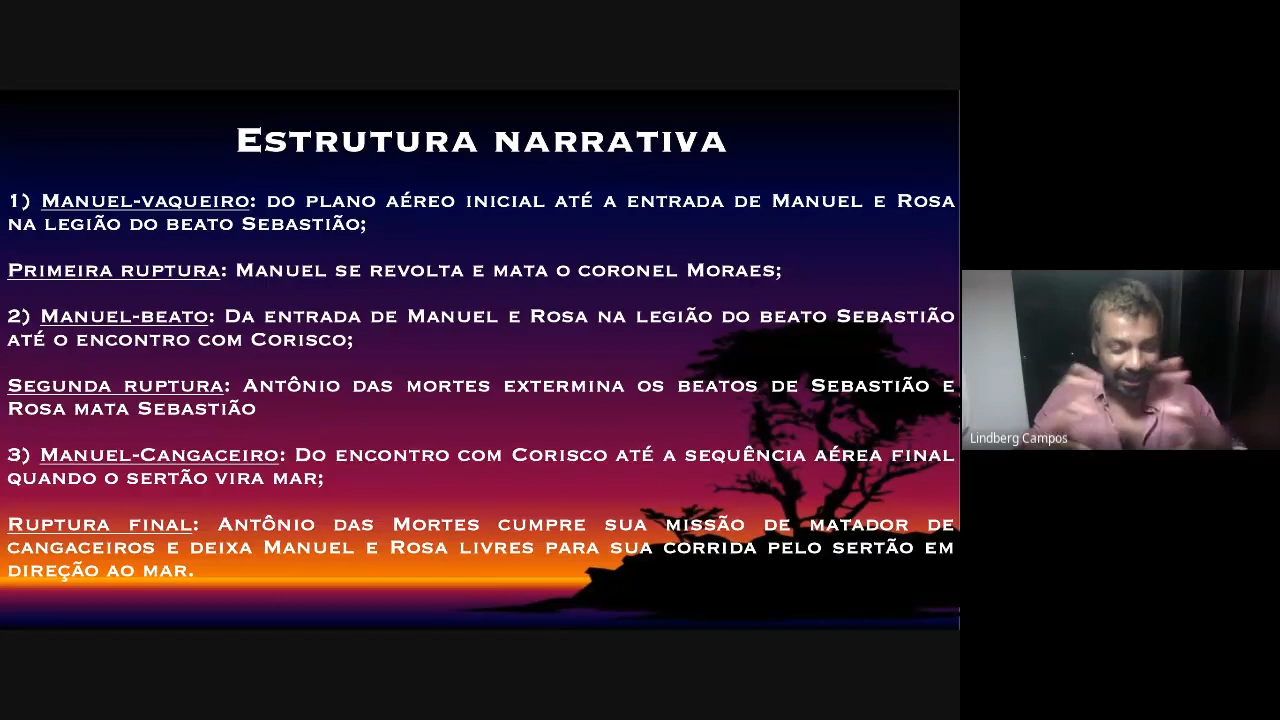 Estrutura narrativa
1) Manuel-vaqueiro: do plano aéreo inicial até a entrada de Manuel e Rosa
na legião do beato Sebastião;
Primeira ruptura: Manuel se revolta e mata o coronel Moraes;
2) Manuel-beato: Da entrada de Manuel e Rosa na legião do beato Sebastião
até o encontro com Corisco;
Segunda ruptura: Antônio das mortes extermina os beatos de Sebastião e
Rosa mata Sebastião
3) Manuel-Cangaceiro: Do encontro com Corisco até a sequência aérea final
quando o sertão vira mar;
Ruptura final: Antônio das Mortes cumpre sua missão de matador de
cangaceiros e deixa Manuel e Rosa livres para sua corrida pelo sertão em
direção ao mar.
Lindberg Campos